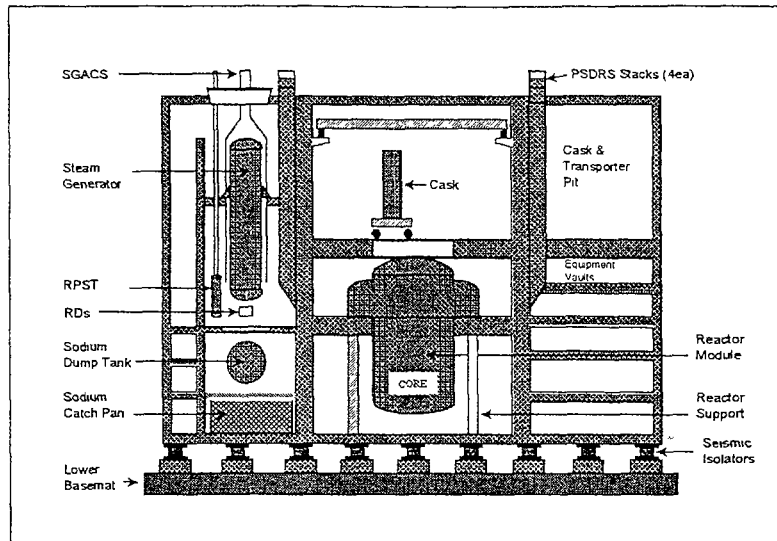 SGACS
PSDRS Stacks (4ea)
Steam
Generator
Cask
Cask &
Transporter
Pit
RPST
Equipment
Vaults
RDs
Sodium
Dump Tank
Reactor
Module
CORE
Sodium
Catch Pan
Reactor
Support
Seismic
Isolators
Lower
Basemat